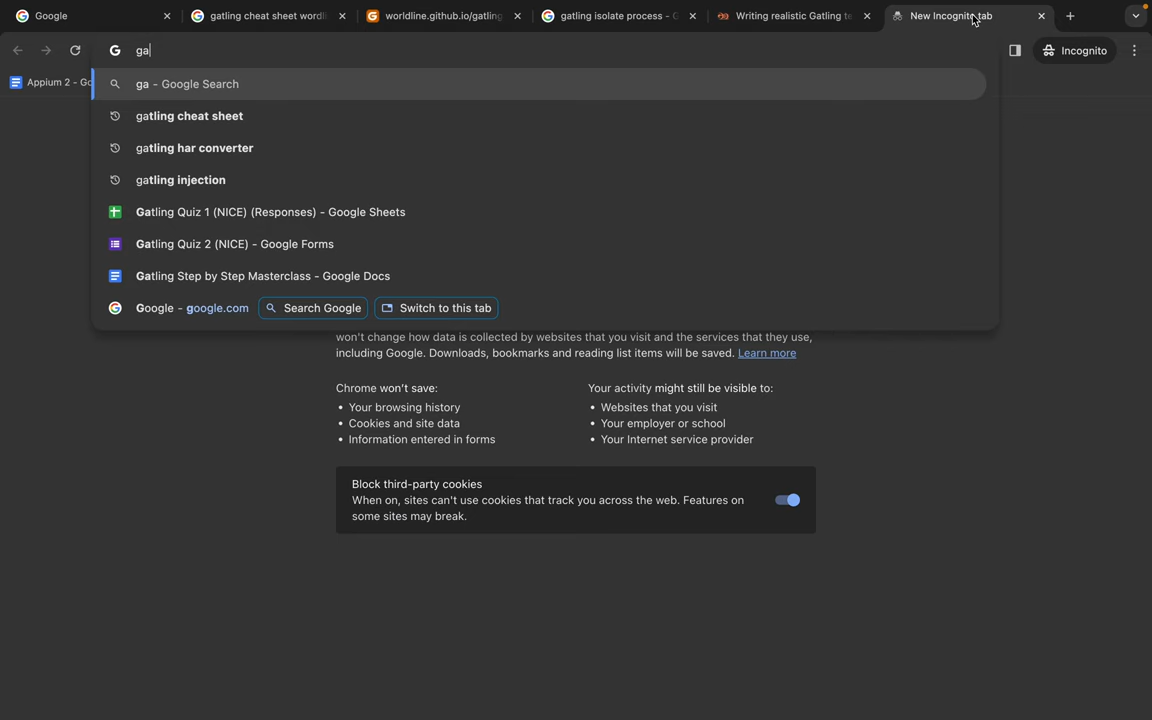 Google
gatling cheat sheet wordl
worldline.github.io/gatling
gatling isolate process - G
Writing realistic Gatling te
New Incognito tab
ga
Incognito
Appium 2 - Go
ga - Google Search
gatling cheat sheet
gatling har converter
gatling injection
Gatling Quiz 1 (NICE) (Responses) - Google Sheets
Gatling Quiz 2 (NICE) - Google Forms
Gatling Step by Step Masterclass - Google Docs
Google - google.com Search Google Switch to this tab
won't change how data is collected by websites that you visit and the services that they use,
including Google. Downloads, bookmarks and reading list items will be saved. Learn more
Chrome won't save:
• Your browsing history
• Cookies and site data
• Information entered in forms
Your activity might still be visible to:
• Websites that you visit
• Your employer or school
• Your Internet service provider
Block third-party cookies
When on, sites can't use cookies that track you across the web. Features on
some sites may break.